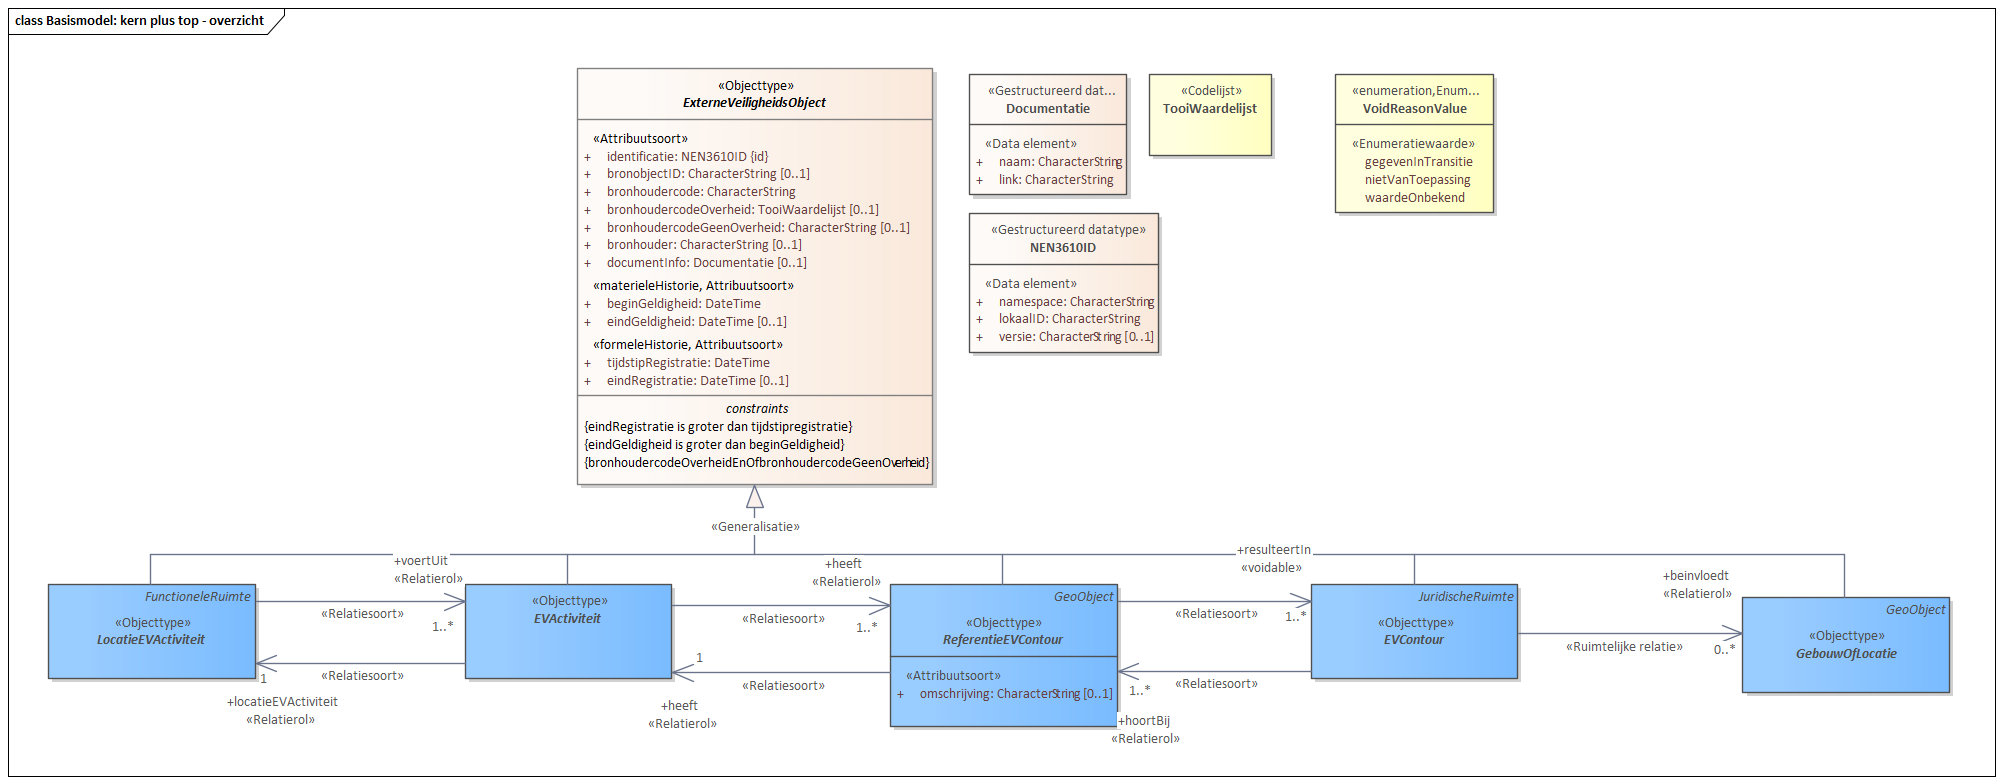 class Basismodel: kern plus top - overzicht
«Objecttype»
ExterneVeiligheidsObject
«Attribuutsoort»
+ identificatie: NEN3610ID {id}
+ bronobjectID: CharacterString [0..1]
+ bronhoudercode: CharacterString
+ bronhoudercodeOverheid: TooiWaardelijst [0..1]
+ bronhoudercodeGeenOverheid: CharacterString [0..1]
+ bronhouder: CharacterString [0..1]
+ documentInfo: Documentatie [0..1]
«materieleHistorie, Attribuutsoort»
+ beginGeldigheid: DateTime
+ eindGeldigheid: DateTime [0..1]
«formeleHistorie, Attribuutsoort»
+ tijdstipRegistratie: DateTime
+ eindRegistratie: DateTime [0..1]
constraints
{eindRegistratie is groter dan tijdstipregistratie}
{eindGeldigheid is groter dan beginGeldigheid}
{bronhoudercodeOverheidEnOfbronhoudercodeGeenOverheid}
«Gestructureerd dat...
Documentatie
«Data element»
+ naam: CharacterString
+ link: CharacterString
«Codelijst»
TooiWaardelijst
«enumeration,Enum...
VoidReasonValue
«Enumeratiewaarde»
gegevenInTransitie
nietVanToepassing
waardeOnbekend
«Gestructureerd datatype»
NEN3610ID
«Data element»
+ namespace: CharacterString
+ lokaalID: CharacterString
+ versie: CharacterString [0..1]
«Generalisatie»
FunctioneleRuimte
«Objecttype»
LocatieEVActiviteit
+voertUit
«Relatierol»
«Relatiesoort»
1..*
«Relatiesoort»
1
+locatieEVActiviteit
«Relatierol»
«Objecttype»
EVActiviteit
+heeft
«Relatierol»
«Relatiesoort»
1..*
1
«Relatiesoort»
+heeft
«Relatierol»
GeoObject
«Objecttype»
ReferentieEVContour
«Attribuutsoort»
+ omschrijving: CharacterString [0..1]
+resulteertIn
«voidable»
«Relatiesoort»
1..*
«Relatiesoort»
1..*
+hoortBij
«Relatierol»
JuridischeRuimte
«Objecttype»
EVContour
+beinvloedt
«Relatierol»
«Ruimtelijke relatie»
0..*
GeoObject
«Objecttype»
GebouwOfLocatie